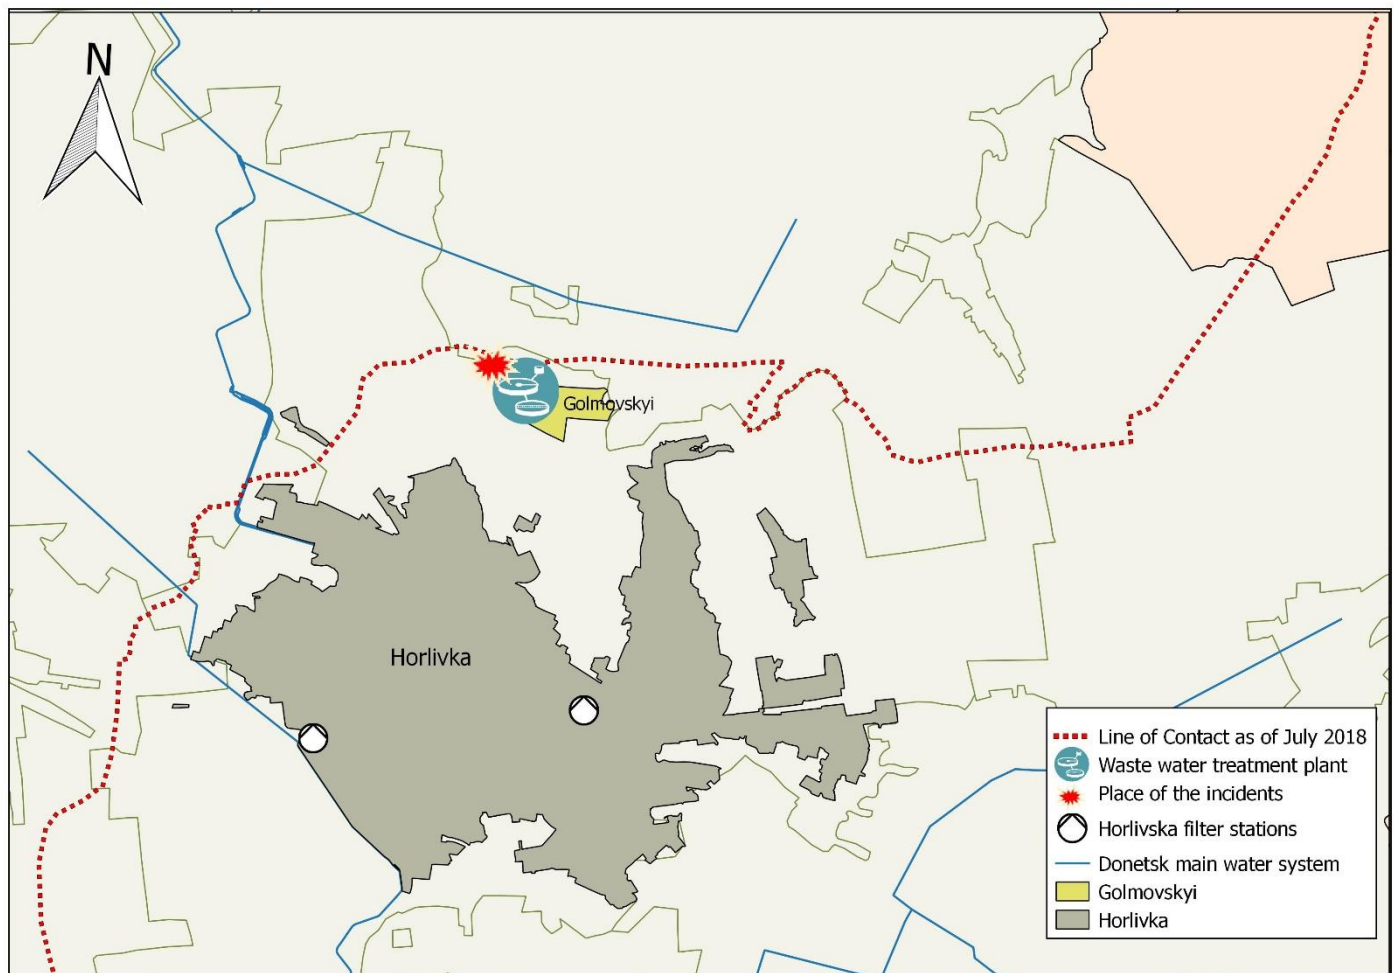 N
Golmovskyi
Horlivka
Line of Contact as of July 2018
Waste water treatment plant
Place of the incidents
Horlivska filter stations
Donetsk main water system
Golmovskyi
Horlivka